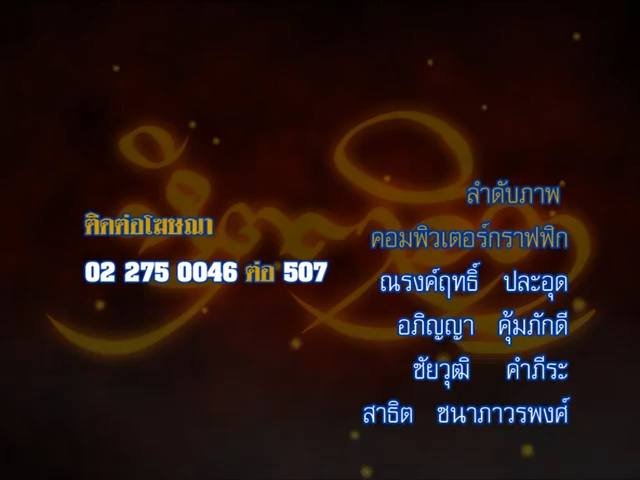 ติดต่อโฆษณา
02 275 0046 ต่อ 507
ลำดับภาพ
คอมพิวเตอร์กราฟฟิก
ณรงค์ฤทธิ์ ปละอุด
อภิญญา คุ้มภักดี
ชัยวุฒิ คำภีระ
สาธิต ชนาภาวรพงศ์